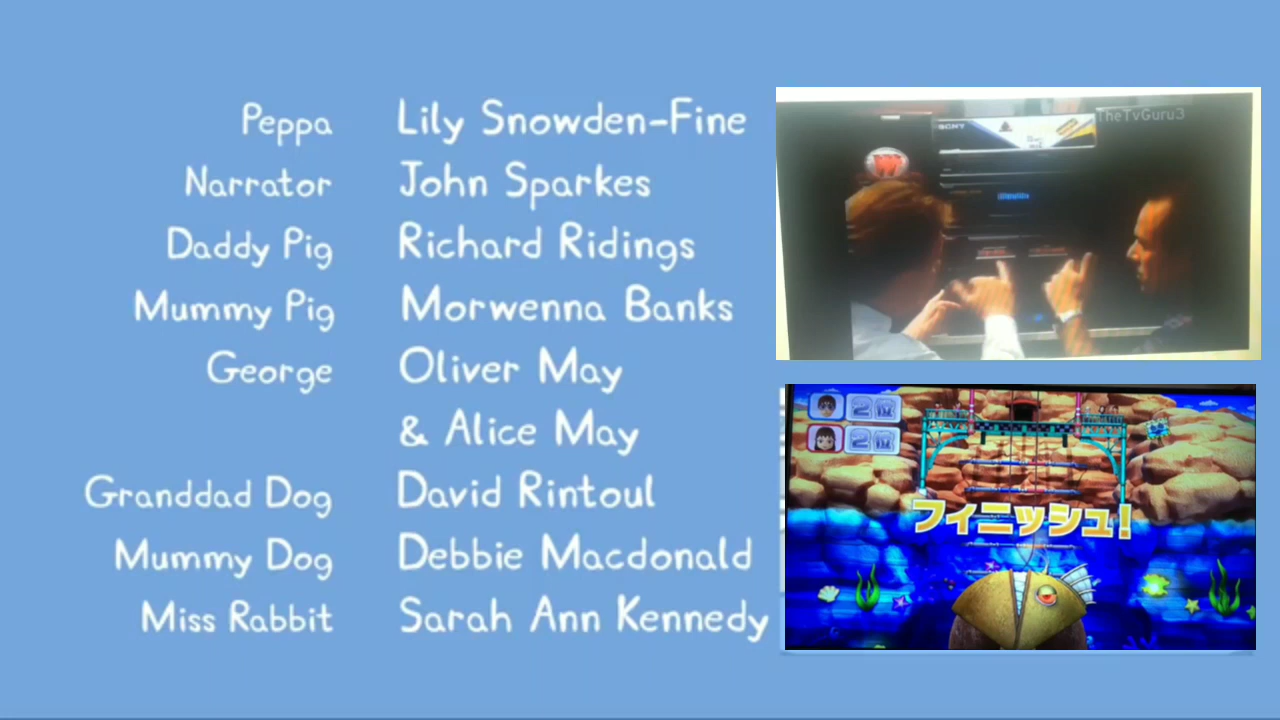 Peppa Lily Snowden-Fine
Narrator John Sparkes
Daddy Pig Richard Ridings
Mummy Pig Morwenna Banks
George Oliver May
& Alice May
Granddad Dog David Rintoul
Mummy Dog Debbie Macdonald
Miss Rabbit Sarah Ann Kennedy
TheTvGuru3
SONY
W
2
2
フィニッシュ!